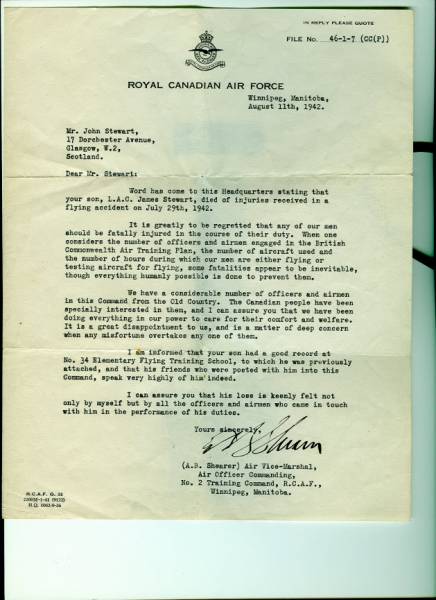 IN REPLY PLEASE QUOTE
FILE No. 46-1-7 (CC(P))
ROYAL CANADIAN AIR FORCE
Winnipeg, Manitoba,
August 11th, 1942.
Mr. John Stewart,
17 Dorchester Avenue,
Glasgow, W.2,
Scotland.
Dear Mr. Stewart:
Word has come to this Headquarters stating that
your son, L.A.C. James Stewart, died of injuries received in a
flying accident on July 29th, 1942.
It is greatly to be regretted that any of our men
should be fatally injured in the course of their duty. When one
considers the number of officers and airmen engaged in the British
Commonwealth Air Training Plan, the number of aircraft used and
the number of hours during which our men are either flying or
testing aircraft for flying, some fatalities appear to be inevitable,
though everything humanly possible is done to prevent them.
We have a considerable number of officers and airmen
in this Command from the Old Country. The Canadian people have been
specially interested in them, and I can assure you that we have been
doing everything in our power to care for their comfort and welfare.
It is a great disappointment to us, and is a matter of deep concern
when any misfortune overtakes any one of them.
I am informed that your son had a good record at
No. 34 Elementary Flying Training School, to which he was previously
attached, and that his friends who were posted with him into this
Command, speak very highly of him indeed.
I can assure you that his loss is keenly felt not
only by myself but by all the officers and airmen who came in touch
with him in the performance of his duties.
Yours sincerely,
A B Shearer
(A.B. Shearer) Air Vice-Marshal,
Air Officer Commanding,
No. 2 Training Command, R.C.A.F.,
Winnipeg, Manitoba.
R.C.A.F. G. 32